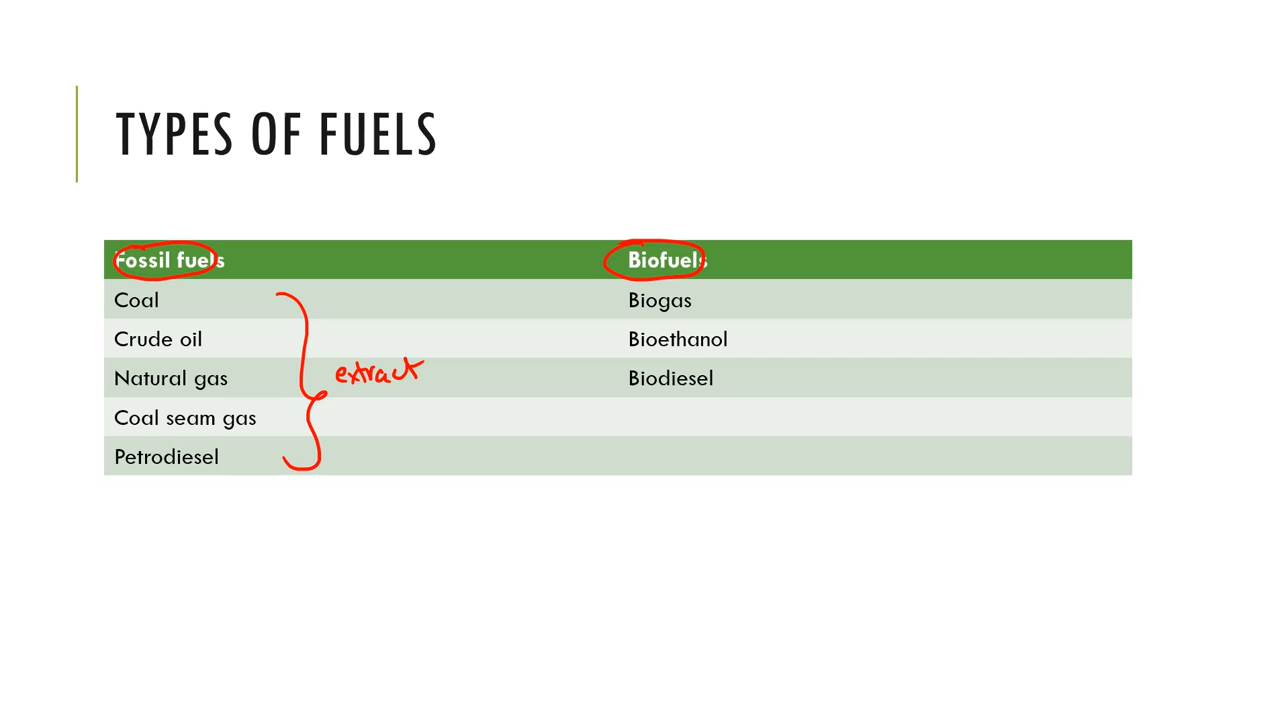 TYPES OF FUELS
Fossil fuels Biofuels
Coal Biogas
Crude oil Bioethanol
Natural gas extract Biodiesel
Coal seam gas
Petrodiesel